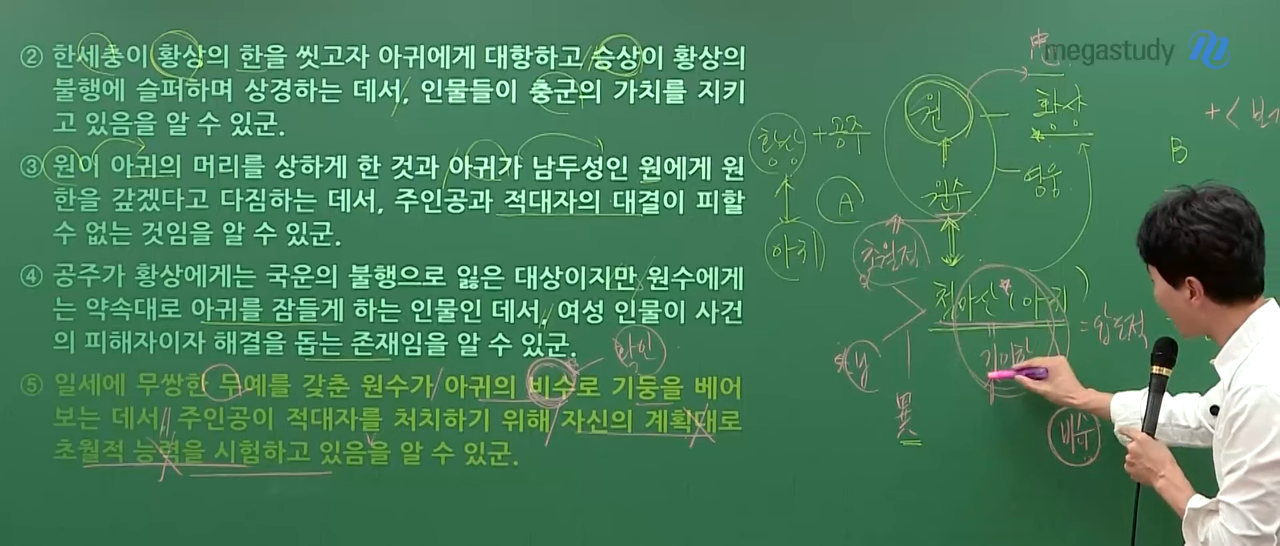 ② 한세충이 황상의 한을 씻고자 아귀에게 대항하고 승상이 황상의
불행에 슬퍼하며 상경하는 데서, 인물들이 충군의 가치를 지키
고 있음을 알 수 있군.
③ 원이 아귀의 머리를 상하게 한 것과 아귀가 남두성인 원에게 원
한을 갚겠다고 다짐하는 데서, 주인공과 적대자의 대결이 피할
수 없는 것임을 알 수 있군.
④ 공주가 황상에게는 국운의 불행으로 잃은 대상이지만 원수에게
는 약속대로 아귀를 잠들게 하는 인물인 데서, 여성 인물이 사건
의 피해자이자 해결을 돕는 존재임을 알 수 있군.
⑤ 일세에 무쌍한 무예를 갖춘 원수가 아귀의 비수로 기둥을 베어
보는 데서, 주인공이 적대자를 처치하기 위해 자신의 계획대로
초월적 능력을 시험하고 있음을 알 수 있군.
확인
megastudy
中
원
황상
황상 +공주
영웅
B
A
원수
아귀
초월적
異
비수